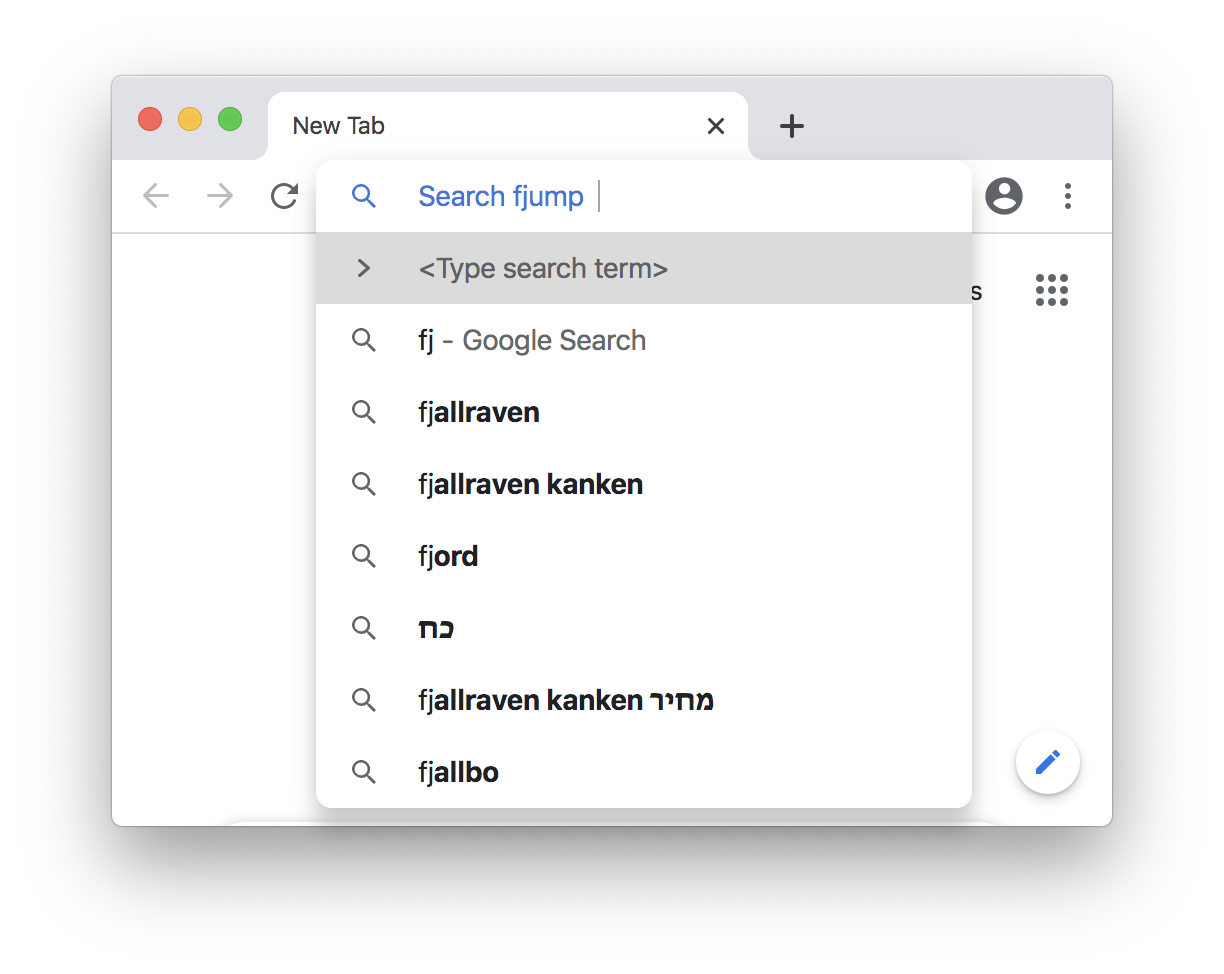 New Tab
Search fjump
<Type search term>
s
fj - Google Search
fjallraven
fjallraven kanken
fjord
כח
fjallraven kanken מחיר
fjallbo